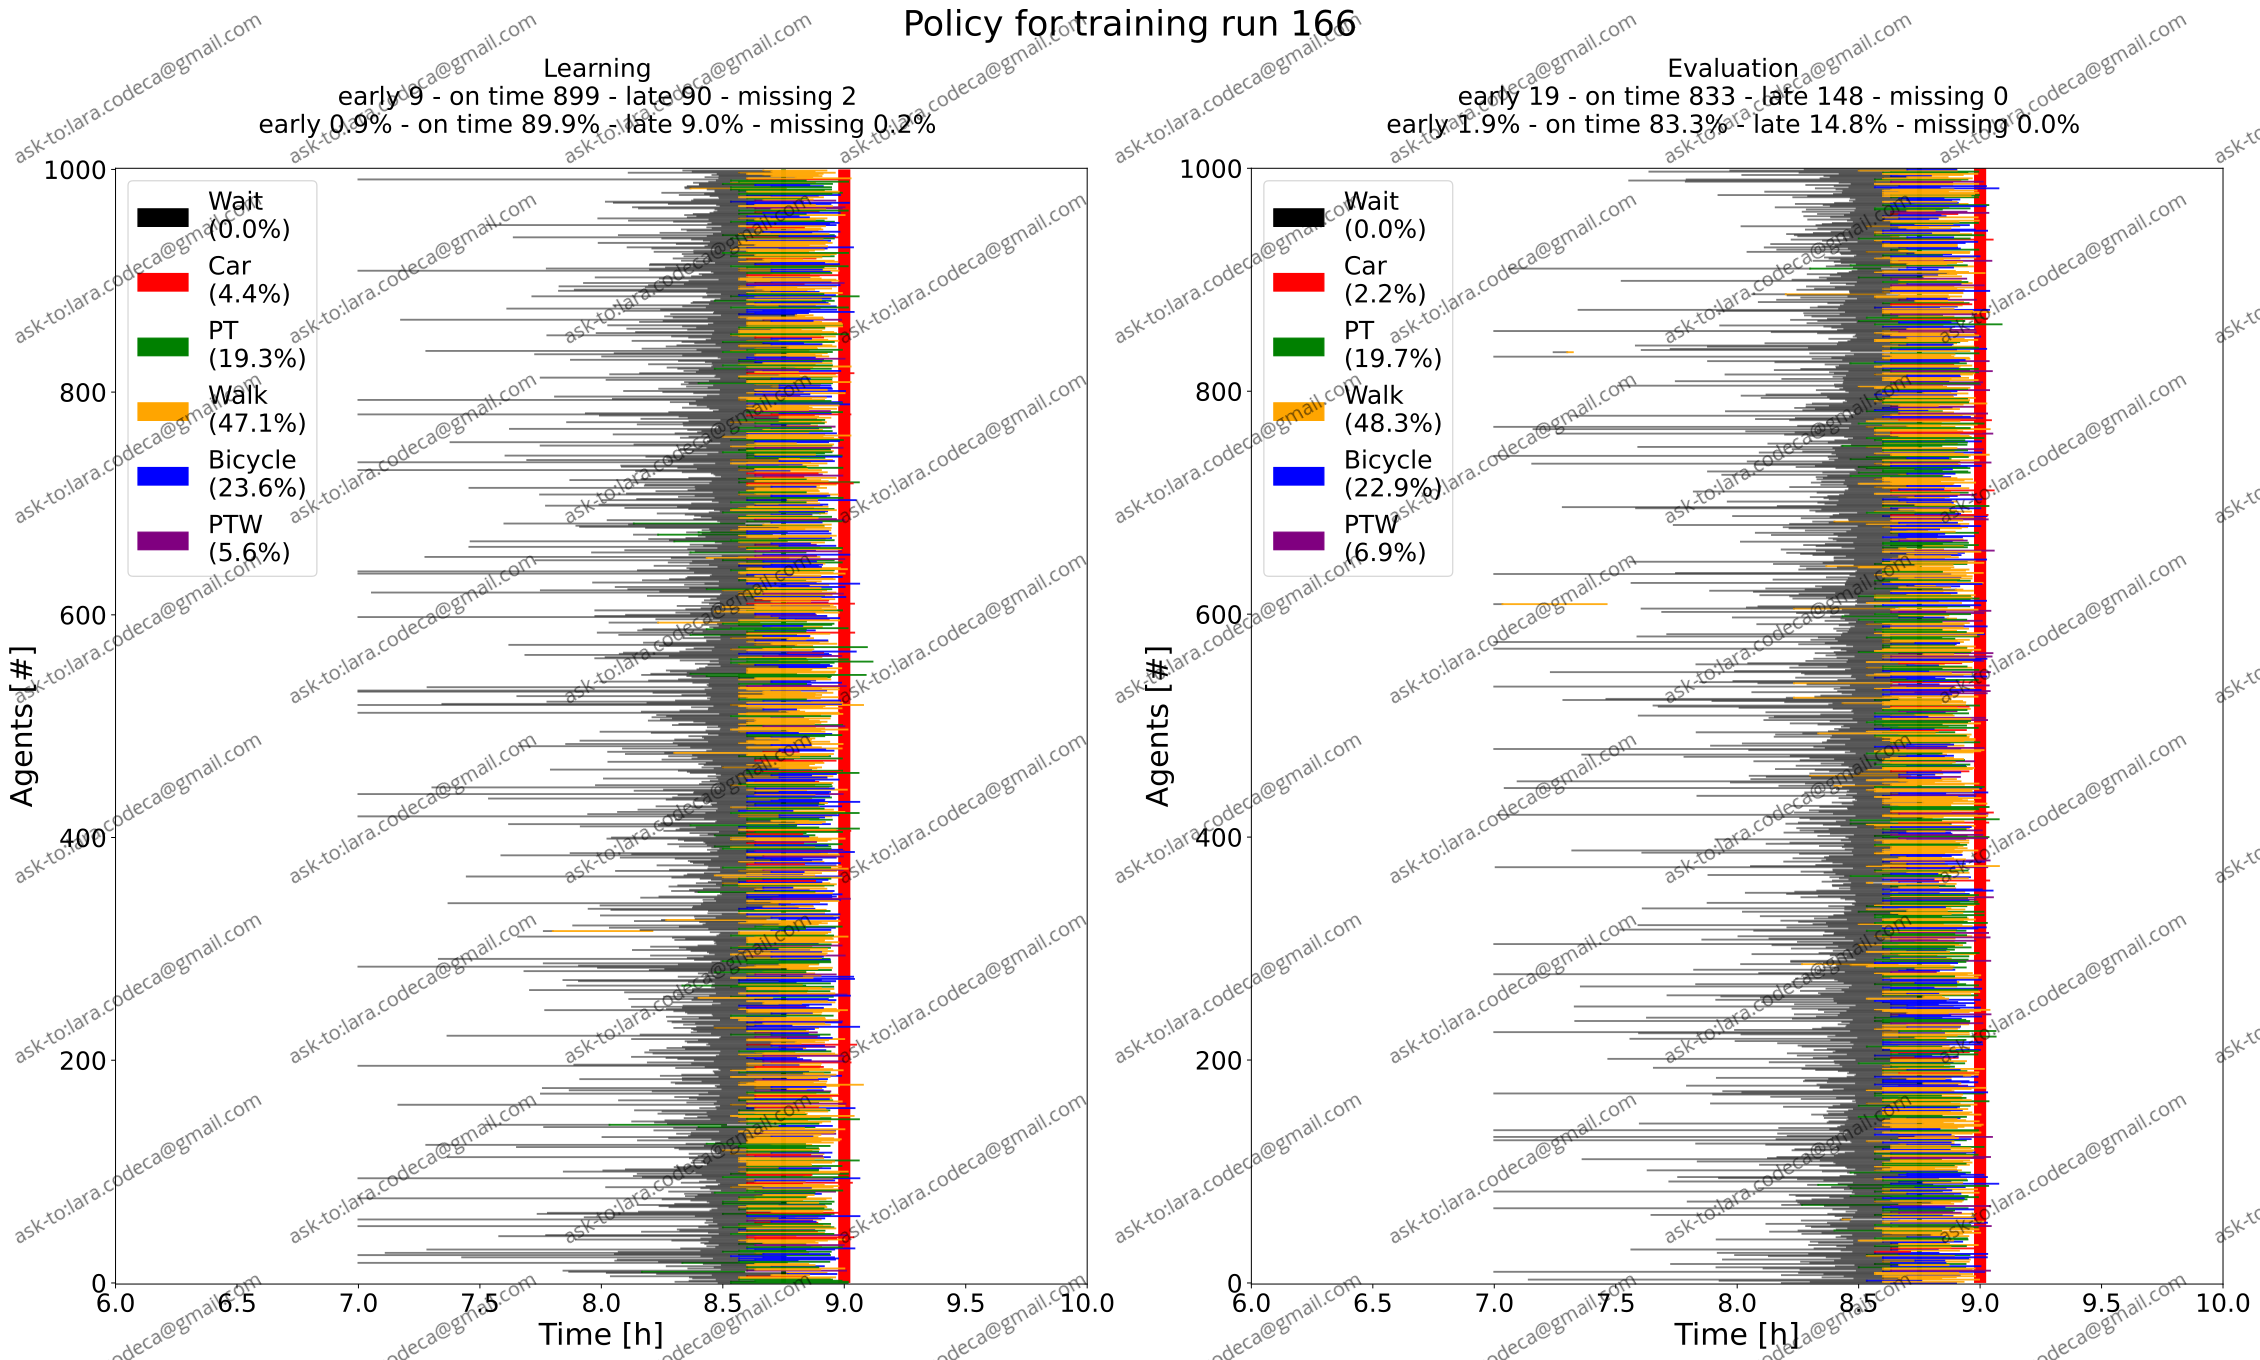 Policy for training run 166
Learning
early 9 - on time 899 - late 90 - missing 2
early 0.9% - on time 89.9% - late 9.0% - missing 0.2%
Wait
(0.0%)
Car
(4.4%)
PT
(19.3%)
Walk
(47.1%)
Bicycle
(23.6%)
PTW
(5.6%)
1000
800
600
400
200
0
Agents [#]
6.0 6.5 7.0 7.5 8.0 8.5 9.0 9.5 10.0
Time [h]
Evaluation
early 19 - on time 833 - late 148 - missing 0
early 1.9% - on time 83.3% - late 14.8% - missing 0.0%
Wait
(0.0%)
Car
(2.2%)
PT
(19.7%)
Walk
(48.3%)
Bicycle
(22.9%)
PTW
(6.9%)
1000
800
600
400
200
0
Agents [#]
6.0 6.5 7.0 7.5 8.0 8.5 9.0 9.5 10.0
Time [h]
ask-to:lara.codeca@gmail.com